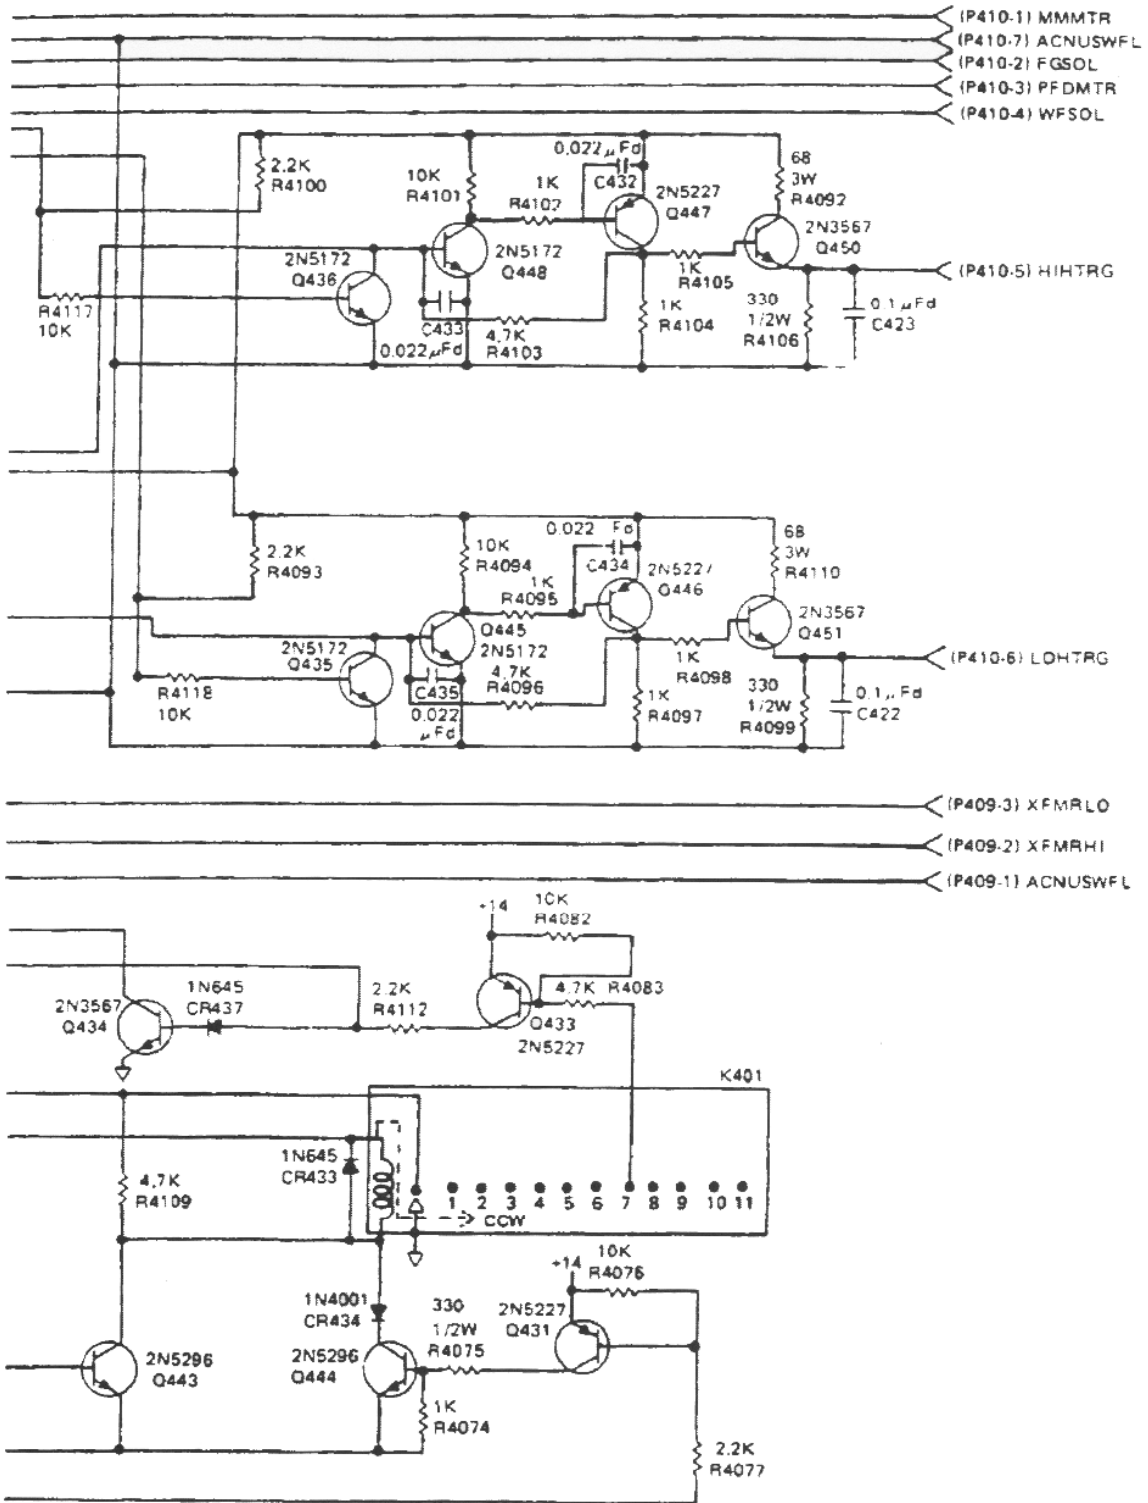 (P410-1) MMMTR
(P410-7) ACNUSWFL
(P410-2) FGSOL
(P410-3) PFDMTR
(P410-4) WFSOL
2.2K
R4100
10K
R4101
1K
R4102
0.022µFd
C432
2N5227
Q447
68
3W
R4092
2N3567
Q450
2N5172
Q436
2N5172
Q448
1K
R4105
(P410-5) HIHTRG
R4117
10K
C433
0.022µFd
4.7K
R4103
1K
R4104
330
1/2W
R4106
0.1µFd
C423
2.2K
R4093
10K
R4094
1K
R4095
0.022 Fd
C434
2N5227
Q446
68
3W
R4110
2N3567
Q451
2N5172
Q435
Q445
2N5172
4.7K
R4096
1K
R4098
(P410-6) LOHTRG
R4118
10K
C435
0.022
µFd
1K
R4097
330
1/2W
R4099
0.1µFd
C422
(P409-3) XFMRLO
(P409-2) XFMRHI
(P409-1) ACNUSWFL
+14
10K
R4082
2N3567
Q434
1N645
CR437
2.2K
R4112
4.7K R4083
Q433
2N5227
K401
4.7K
R4109
1N645
CR433
1 2 3 4 5 6 7 8 9 10 11
CCW
+14
10K
R4076
1N4001
CR434
330
1/2W
R4075
2N5227
Q431
2N5296
Q443
2N5296
Q444
1K
R4074
2.2K
R4077